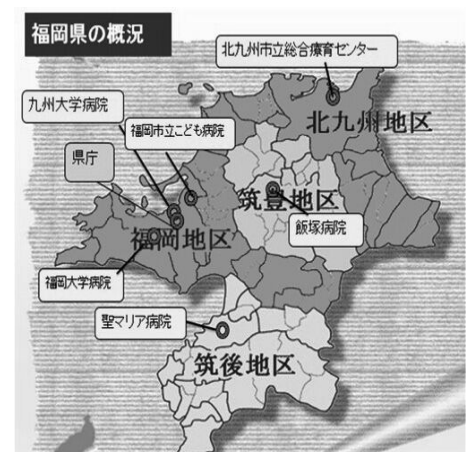 福岡県の概況
北九州市立総合療育センター
九州大学病院
福岡市立こども病院
県庁
北九州地区
筑豊地区
飯塚病院
福岡地区
福岡大学病院
聖マリア病院
筑後地区